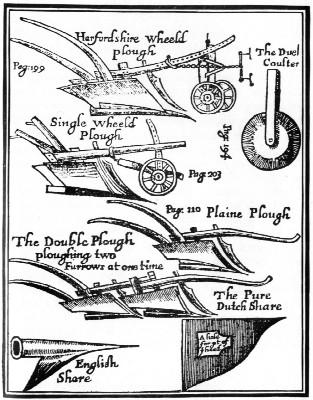 Harfordshire Wheeld
plough
The Duel
Coulter
Pag: 199
Single Wheeld
Plough
Pag: 194
Pag: 203
Pag: 110 Plaine Plough
The Double Plough
ploughing two
Furrows at one time
The Pure
Dutch Share
English
Share